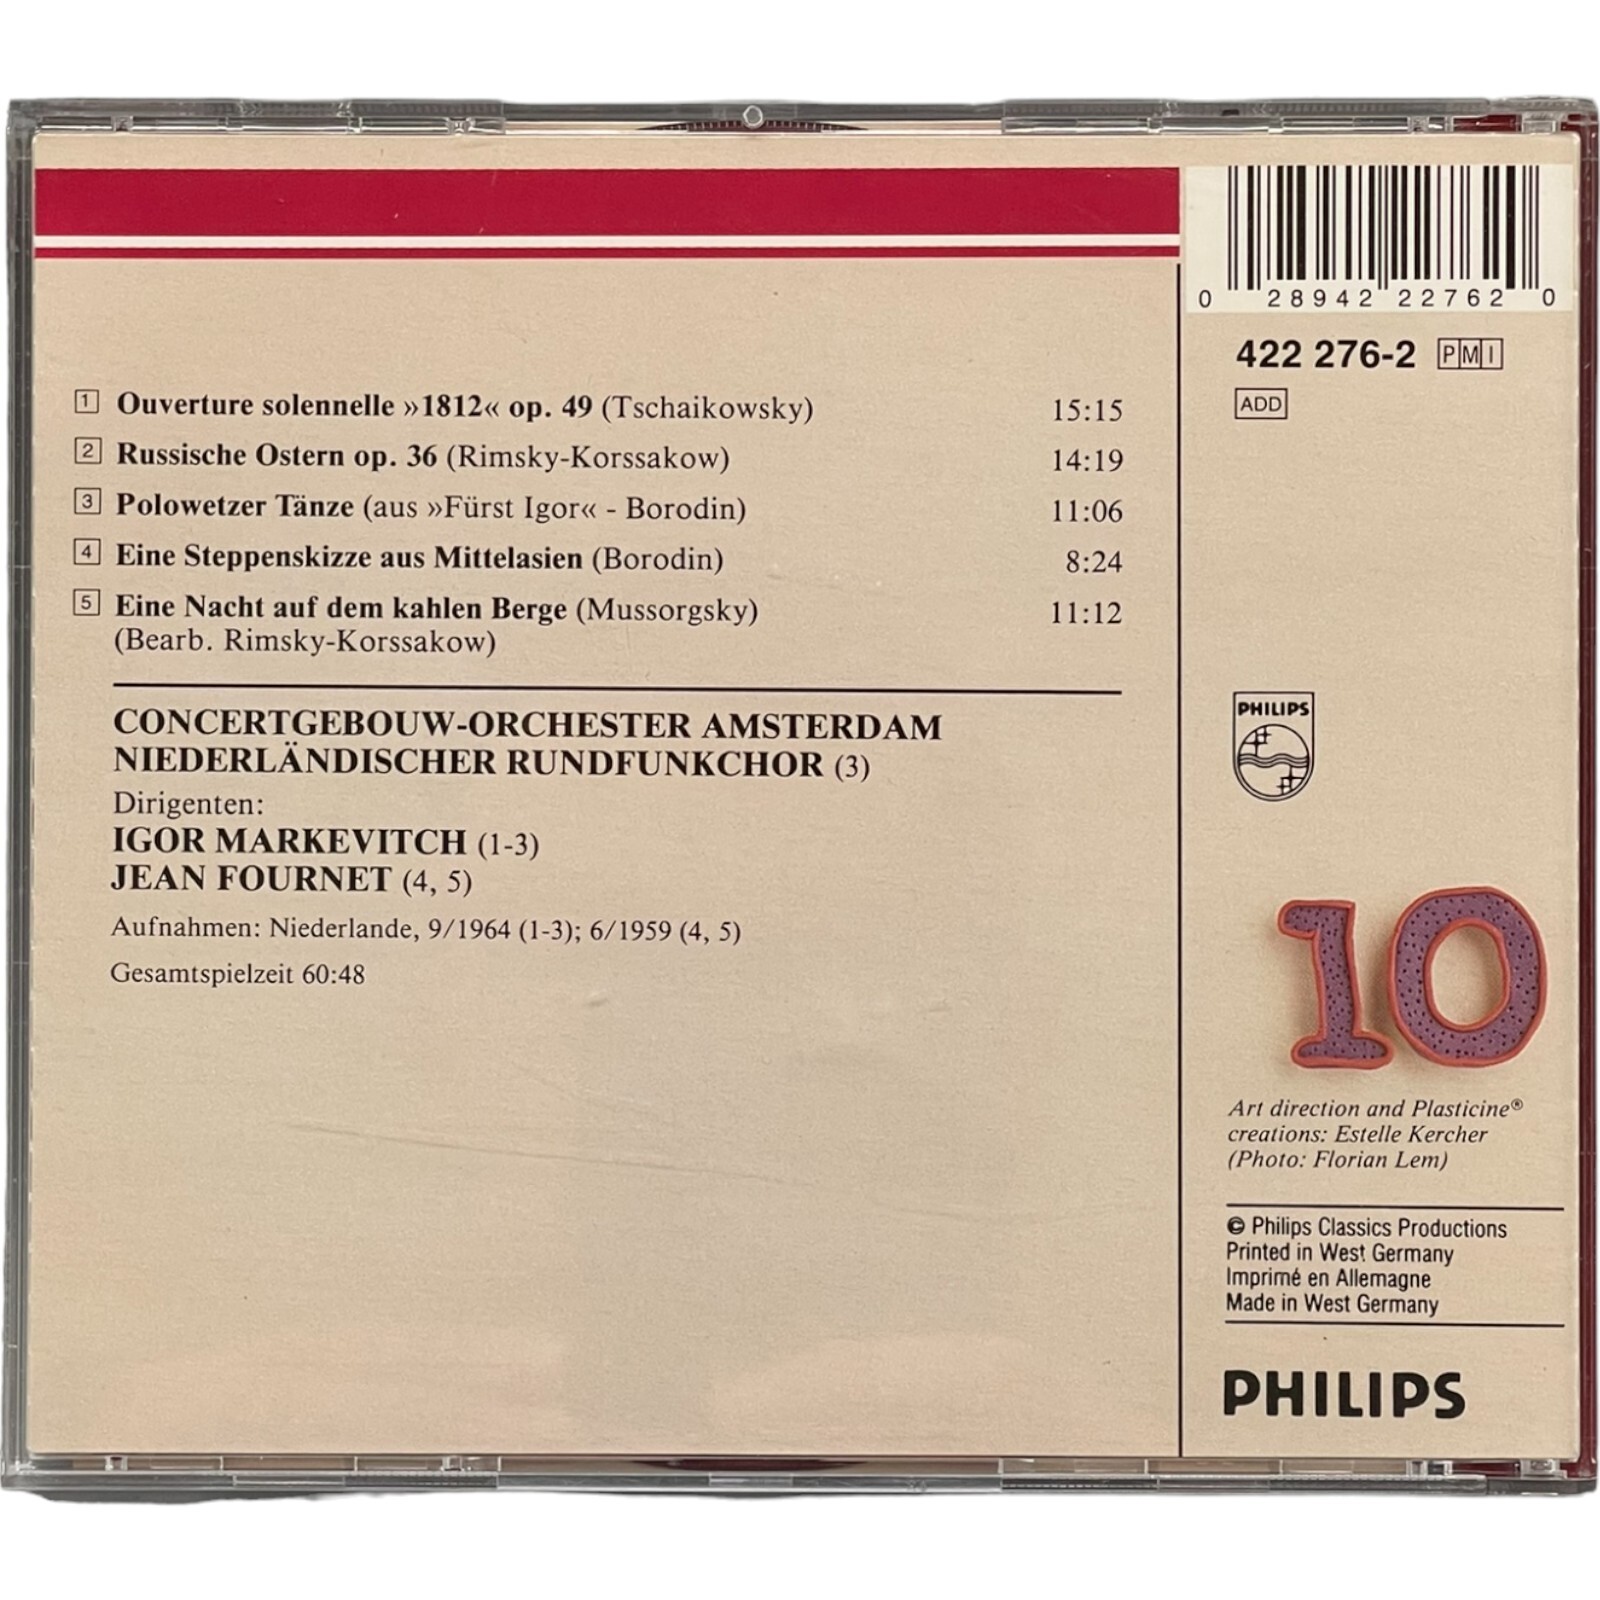 1 Ouverture solennelle »1812« op. 49 (Tschaikowsky) 15:15
2 Russische Ostern op. 36 (Rimsky-Korssakow) 14:19
3 Polowetzer Tänze (aus »Fürst Igor« - Borodin) 11:06
4 Eine Steppenskizze aus Mittelasien (Borodin) 8:24
5 Eine Nacht auf dem kahlen Berge (Mussorgsky) 11:12
(Bearb. Rimsky-Korssakow)
CONCERTGEBOUW-ORCHESTER AMSTERDAM
NIEDERLÄNDISCHER RUNDFUNKCHOR (3)
Dirigenten:
IGOR MARKEVITCH (1-3)
JEAN FOURNET (4, 5)
Aufnahmen: Niederlande, 9/1964 (1-3); 6/1959 (4, 5)
Gesamtspielzeit 60:48
0 28942 22762 0
422 276-2 PMI
ADD
PHILIPS
10
Art direction and Plasticine®
creations: Estelle Kercher
(Photo: Florian Lem)
© Philips Classics Productions
Printed in West Germany
Imprimé en Allemagne
Made in West Germany
PHILIPS